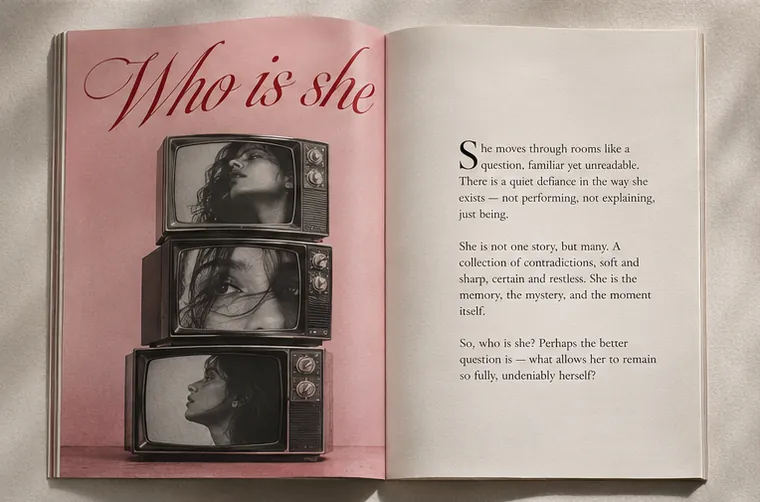 Who is she
She moves through rooms like a
question, familiar yet unreadable.
There is a quiet defiance in the way she
exists — not performing, not explaining,
just being.
She is not one story, but many. A
collection of contradictions, soft and
sharp, certain and restless. She is the
memory, the mystery, and the moment
itself.
So, who is she? Perhaps the better
question is — what allows her to remain
so fully, undeniably herself?